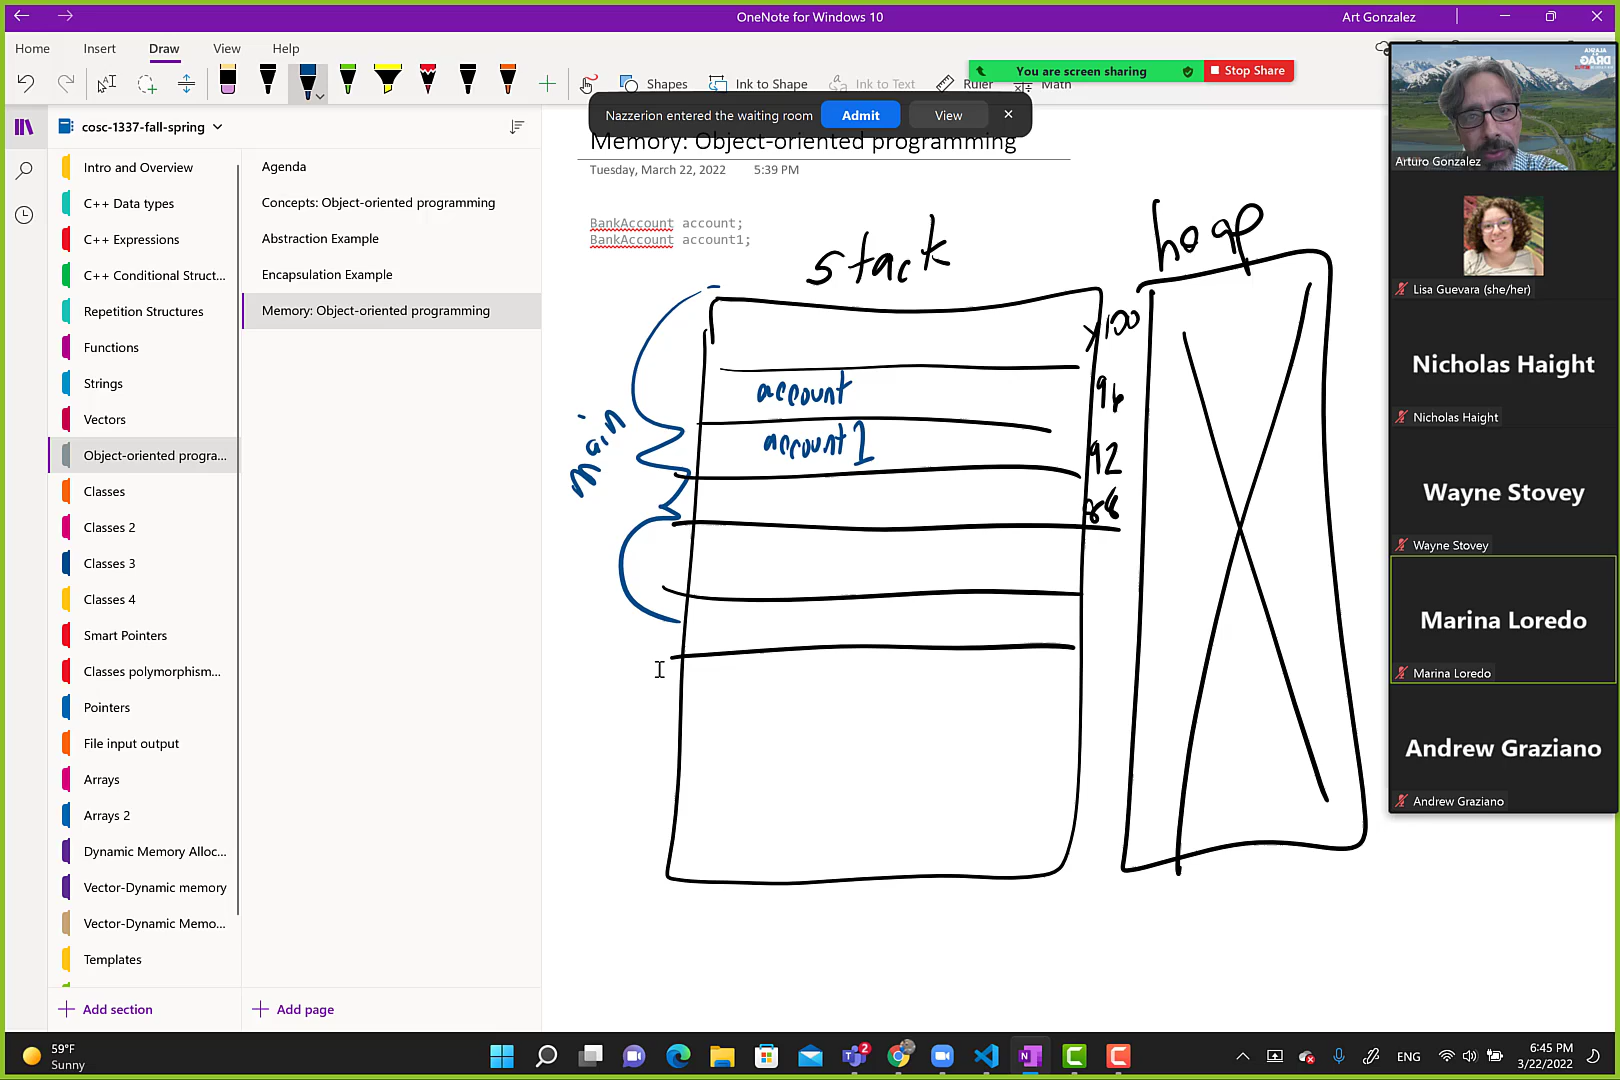 OneNote for Windows 10
Art Gonzalez
Home
Insert
Draw
View
Help
Shapes
Ink to Shape
Ink to Text
Ruler
Math
You are screen sharing
Stop Share
Nazzerion entered the waiting room
Admit
View
cosc-1337-fall-spring
Intro and Overview
C++ Data types
C++ Expressions
C++ Conditional Struct...
Repetition Structures
Functions
Strings
Vectors
Object-oriented progra...
Classes
Classes 2
Classes 3
Classes 4
Smart Pointers
Classes polymorphism...
Pointers
File input output
Arrays
Arrays 2
Dynamic Memory Alloc...
Vector-Dynamic memory
Vector-Dynamic Memo...
Templates
Add section
Agenda
Concepts: Object-oriented programming
Abstraction Example
Encapsulation Example
Memory: Object-oriented programming
Add page
Memory: Object-oriented programming
Tuesday, March 22, 2022 5:39 PM
BankAccount account;
BankAccount account1;
stack
heap
x100
account
96
account 1
92
88
main
Arturo Gonzalez
Lisa Guevara (she/her)
Nicholas Haight
Nicholas Haight
Wayne Stovey
Wayne Stovey
Marina Loredo
Marina Loredo
Andrew Graziano
Andrew Graziano
59°F
Sunny
2
ENG
6:45 PM
3/22/2022